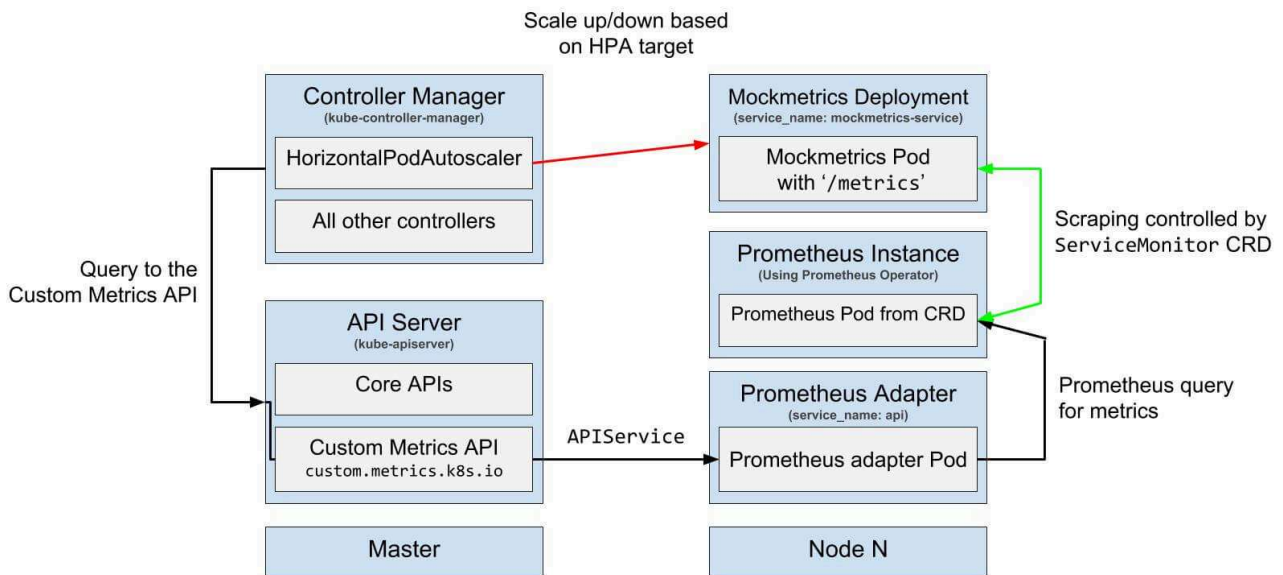 Scale up/down based
on HPA target
Controller Manager
(kube-controller-manager)
HorizontalPodAutoscaler
All other controllers
Query to the
Custom Metrics API
API Server
(kube-apiserver)
Core APIs
Custom Metrics API
custom.metrics.k8s.io
Master
APIService
Mockmetrics Deployment
(service_name: mockmetrics-service)
Mockmetrics Pod
with ‘/metrics’
Scraping controlled by
ServiceMonitor CRD
Prometheus Instance
(Using Prometheus Operator)
Prometheus Pod from CRD
Prometheus Adapter
(service_name: api)
Prometheus adapter Pod
Prometheus query
for metrics
Node N